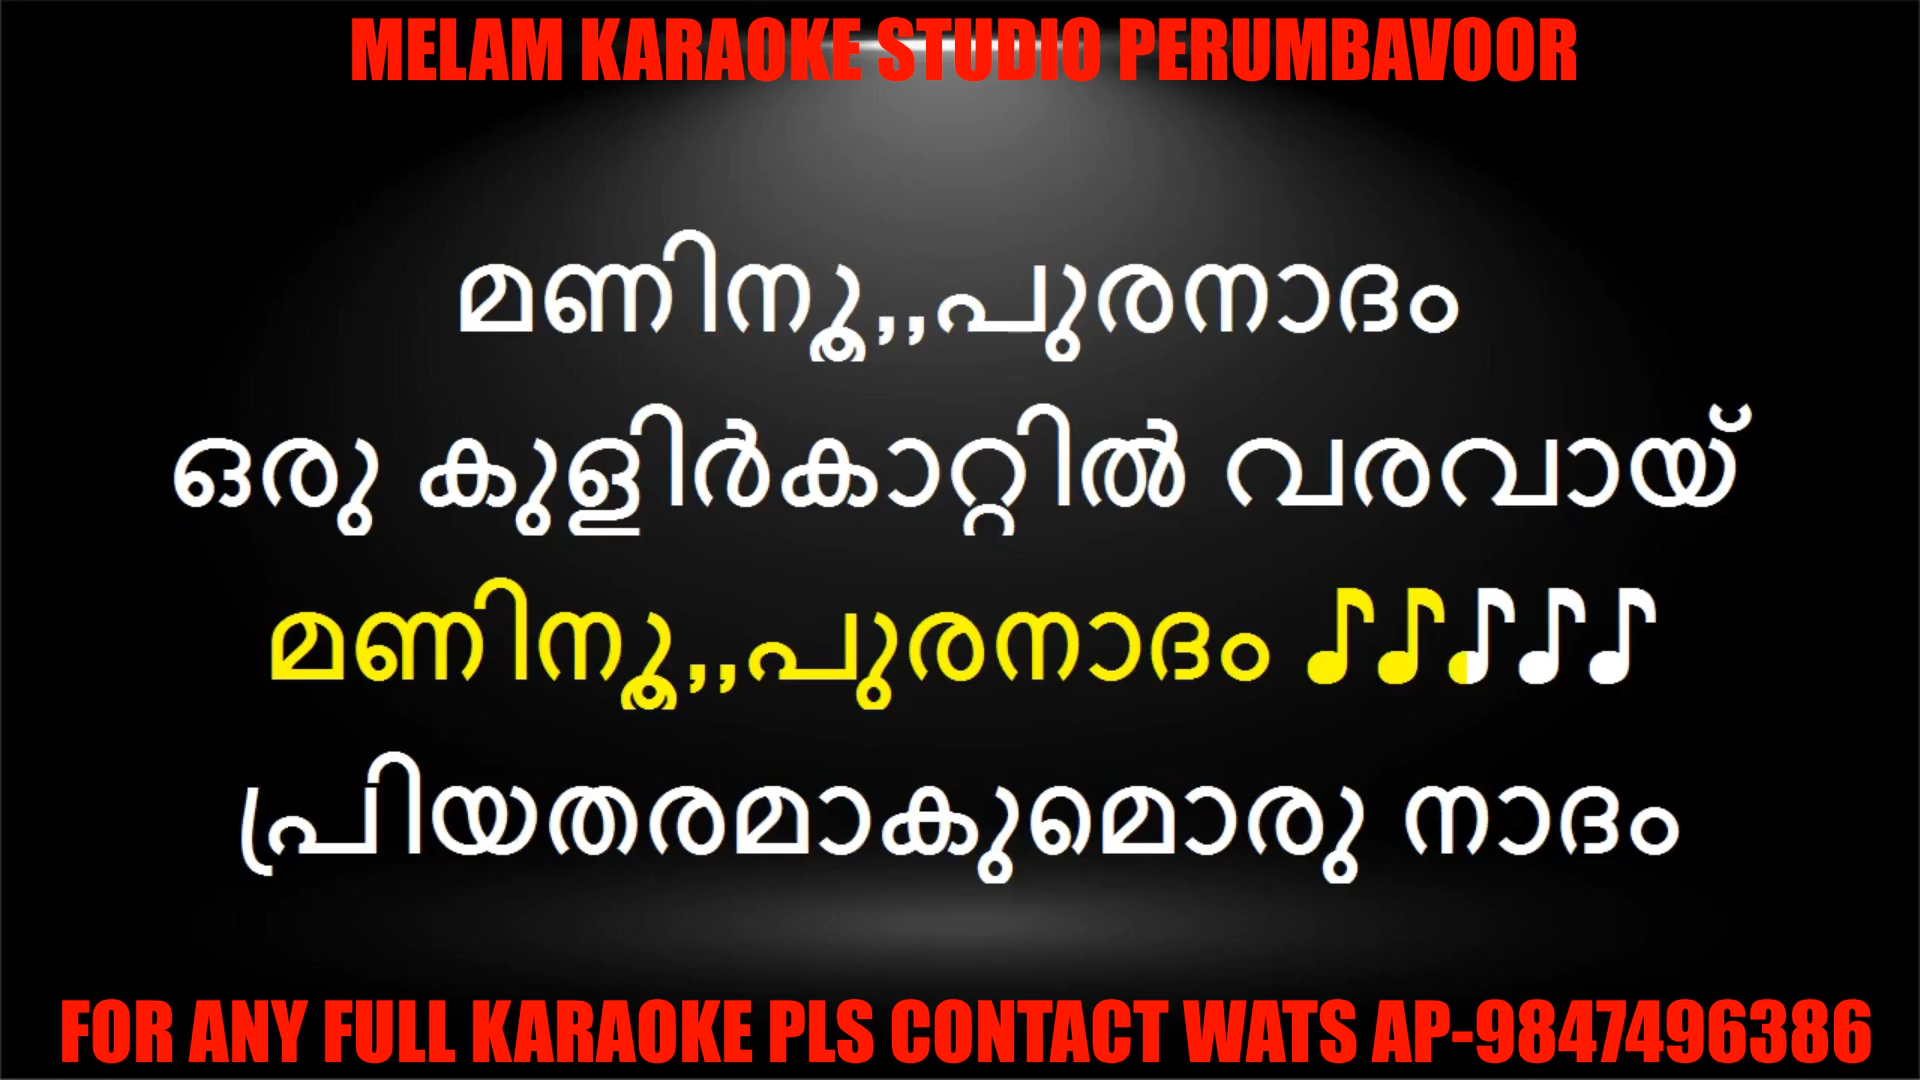 MELAM KARAOKE STUDIO PERUMBAVOOR
മണിനൂ,,പുരനാദം
ഒരു കുളിർകാറ്റിൽ വരവായ്
മണിനൂ,,പുരനാദം ♪♪♪♪♪
പ്രിയതരമാകുമൊരു നാദം
FOR ANY FULL KARAOKE PLS CONTACT WATS AP-9847496386